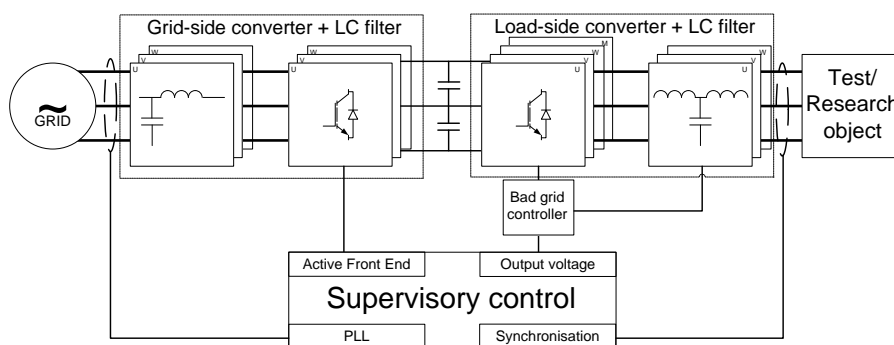 Grid-side converter + LC filter
Load-side converter + LC filter
W
V
U
W
V
U
M
W
V
U
W
V
U
~
GRID
Test/
Research
object
Bad grid
controller
Active Front End
Output voltage
Supervisory control
PLL
Synchronisation